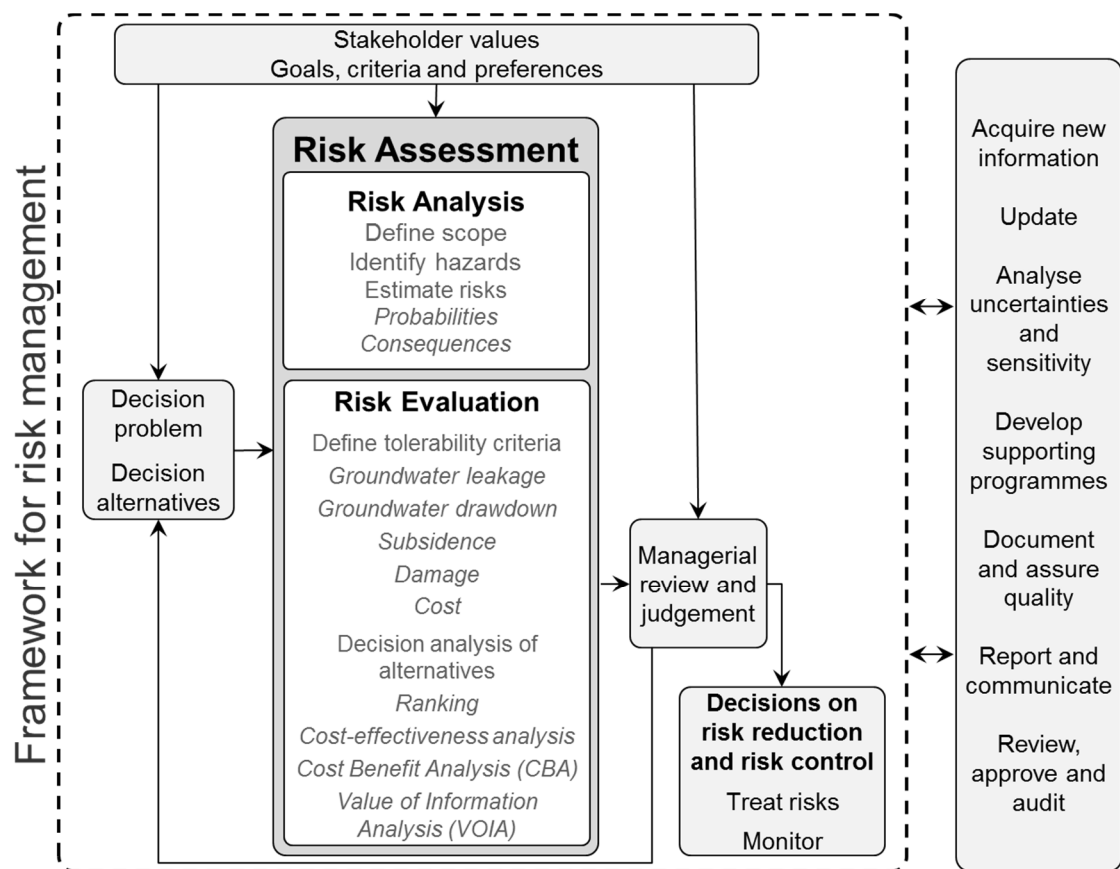 Framework for risk management
Stakeholder values
Goals, criteria and preferences
Risk Assessment
Risk Analysis
Define scope
Identify hazards
Estimate risks
Probabilities
Consequences
Risk Evaluation
Define tolerability criteria
Groundwater leakage
Groundwater drawdown
Subsidence
Damage
Cost
Decision analysis of
alternatives
Ranking
Cost-effectiveness analysis
Cost Benefit Analysis (CBA)
Value of Information
Analysis (VOIA)
Decision
problem
Decision
alternatives
Managerial
review and
judgement
Decisions on
risk reduction
and risk control
Treat risks
Monitor
Acquire new
information
Update
Analyse
uncertainties
and
sensitivity
Develop
supporting
programmes
Document
and assure
quality
Report and
communicate
Review,
approve and
audit